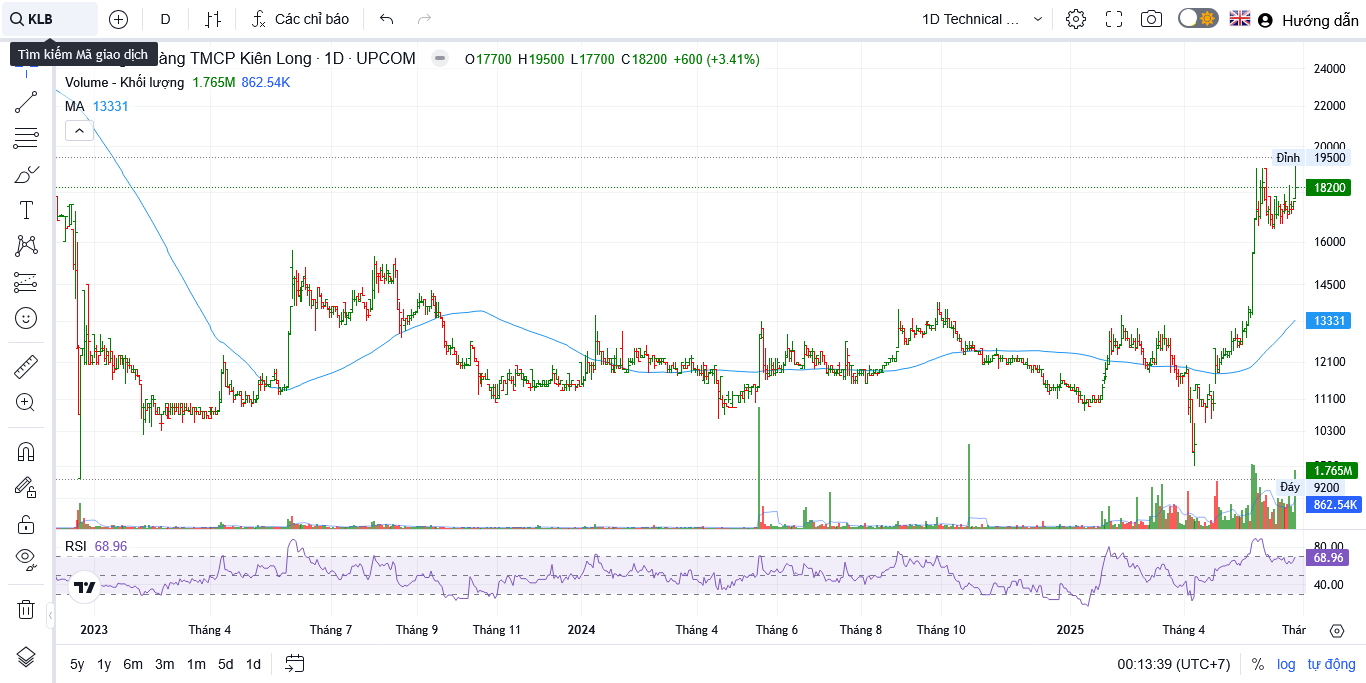 KLB
D
Các chỉ báo
1D Technical ...
Hướng dẫn
Tìm kiếm Mã giao dịch
àng TMCP Kiên Long · 1D · UPCOM
O17700 H19500 L17700 C18200 +600 (+3.41%)
Volume - Khối lượng 1.765M 862.54K
MA 13331
24000
22000
20000
Đỉnh 19500
18200
16000
14500
13331
12100
11100
10300
1.765M
Đáy 9200
862.54K
RSI 68.96
80.00
68.96
40.00
2023
Tháng 4
Tháng 7
Tháng 9
Tháng 11
2024
Tháng 4
Tháng 6
Tháng 8
Tháng 10
2025
Tháng 4
Thár
5y 1y 6m 3m 1m 5d 1d
00:13:39 (UTC+7)
%
log
tự động